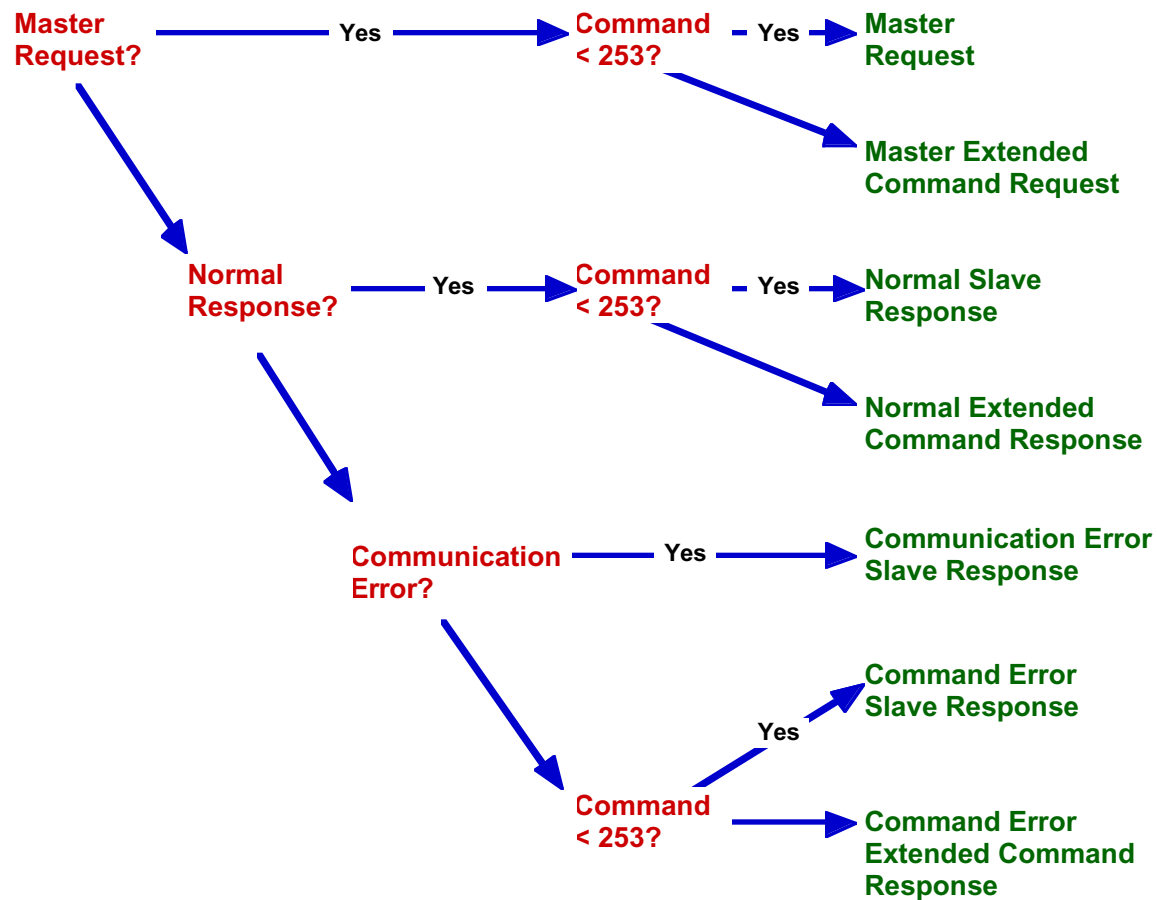 Master
Request?
Yes
Command
< 253?
Yes
Master
Request
Master Extended
Command Request
Normal
Response?
Yes
Command
< 253?
Yes
Normal Slave
Response
Normal Extended
Command Response
Communication
Error?
Yes
Communication Error
Slave Response
Command Error
Slave Response
Yes
Command
< 253?
Command Error
Extended Command
Response